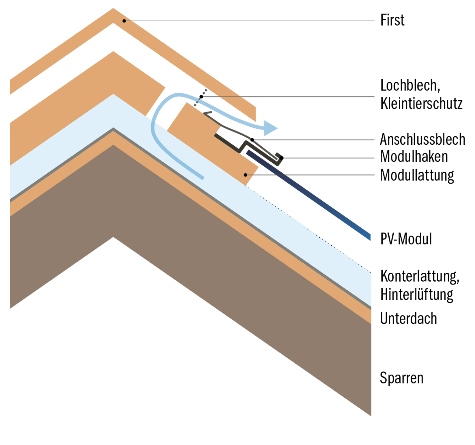 First
Lochblech,
Kleintierschutz
Anschlussblech
Modulhaken
Modullattung
PV-Modul
Konterlattung,
Hinterlüftung
Unterdach
Sparren